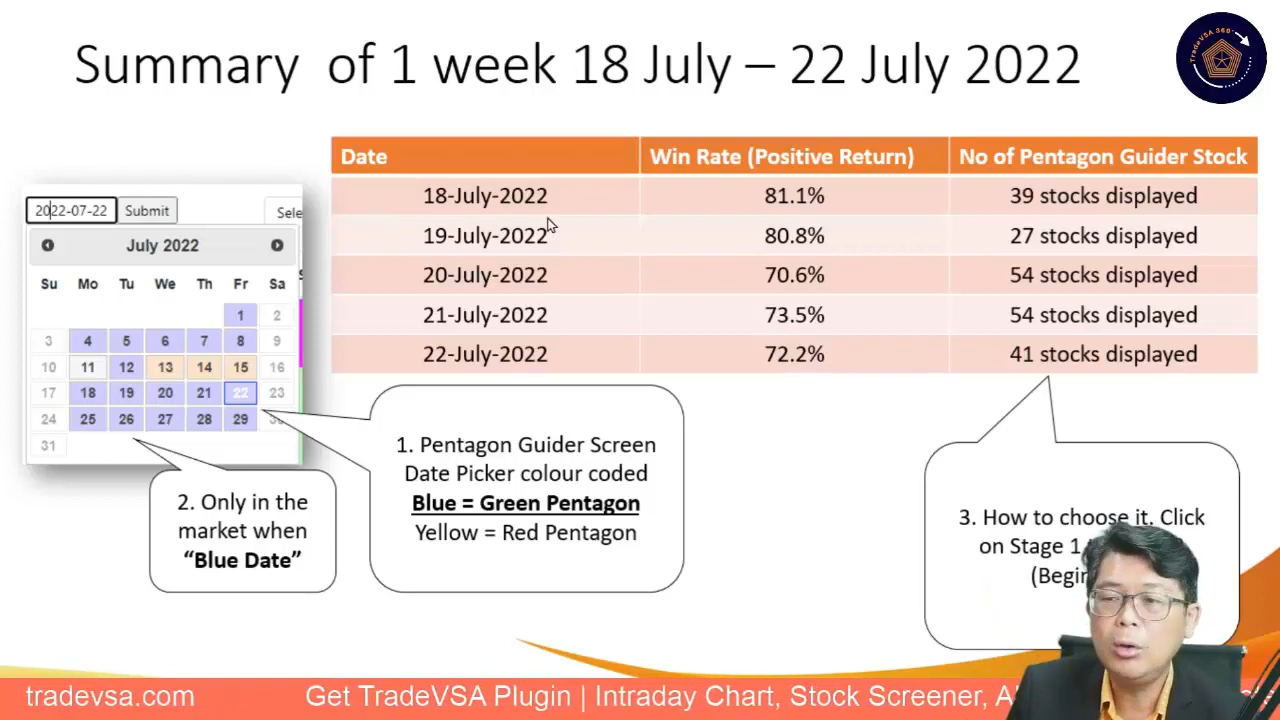 Summary of 1 week 18 July – 22 July 2022
TradeVSA 360°
Date Win Rate (Positive Return) No of Pentagon Guider Stock
18-July-2022 81.1% 39 stocks displayed
19-July-2022 80.8% 27 stocks displayed
20-July-2022 70.6% 54 stocks displayed
21-July-2022 73.5% 54 stocks displayed
22-July-2022 72.2% 41 stocks displayed
2022-07-22 Submit Sele
July 2022
Su Mo Tu We Th Fr Sa
1 2
3 4 5 6 7 8 9
10 11 12 13 14 15 16
17 18 19 20 21 22 23
24 25 26 27 28 29
31
1. Pentagon Guider Screen
Date Picker colour coded
Blue = Green Pentagon
Yellow = Red Pentagon
2. Only in the
market when
“Blue Date”
3. How to choose it. Click
on Stage 1
tradevsa.com Get TradeVSA Plugin | Intraday Chart, Stock Screener,